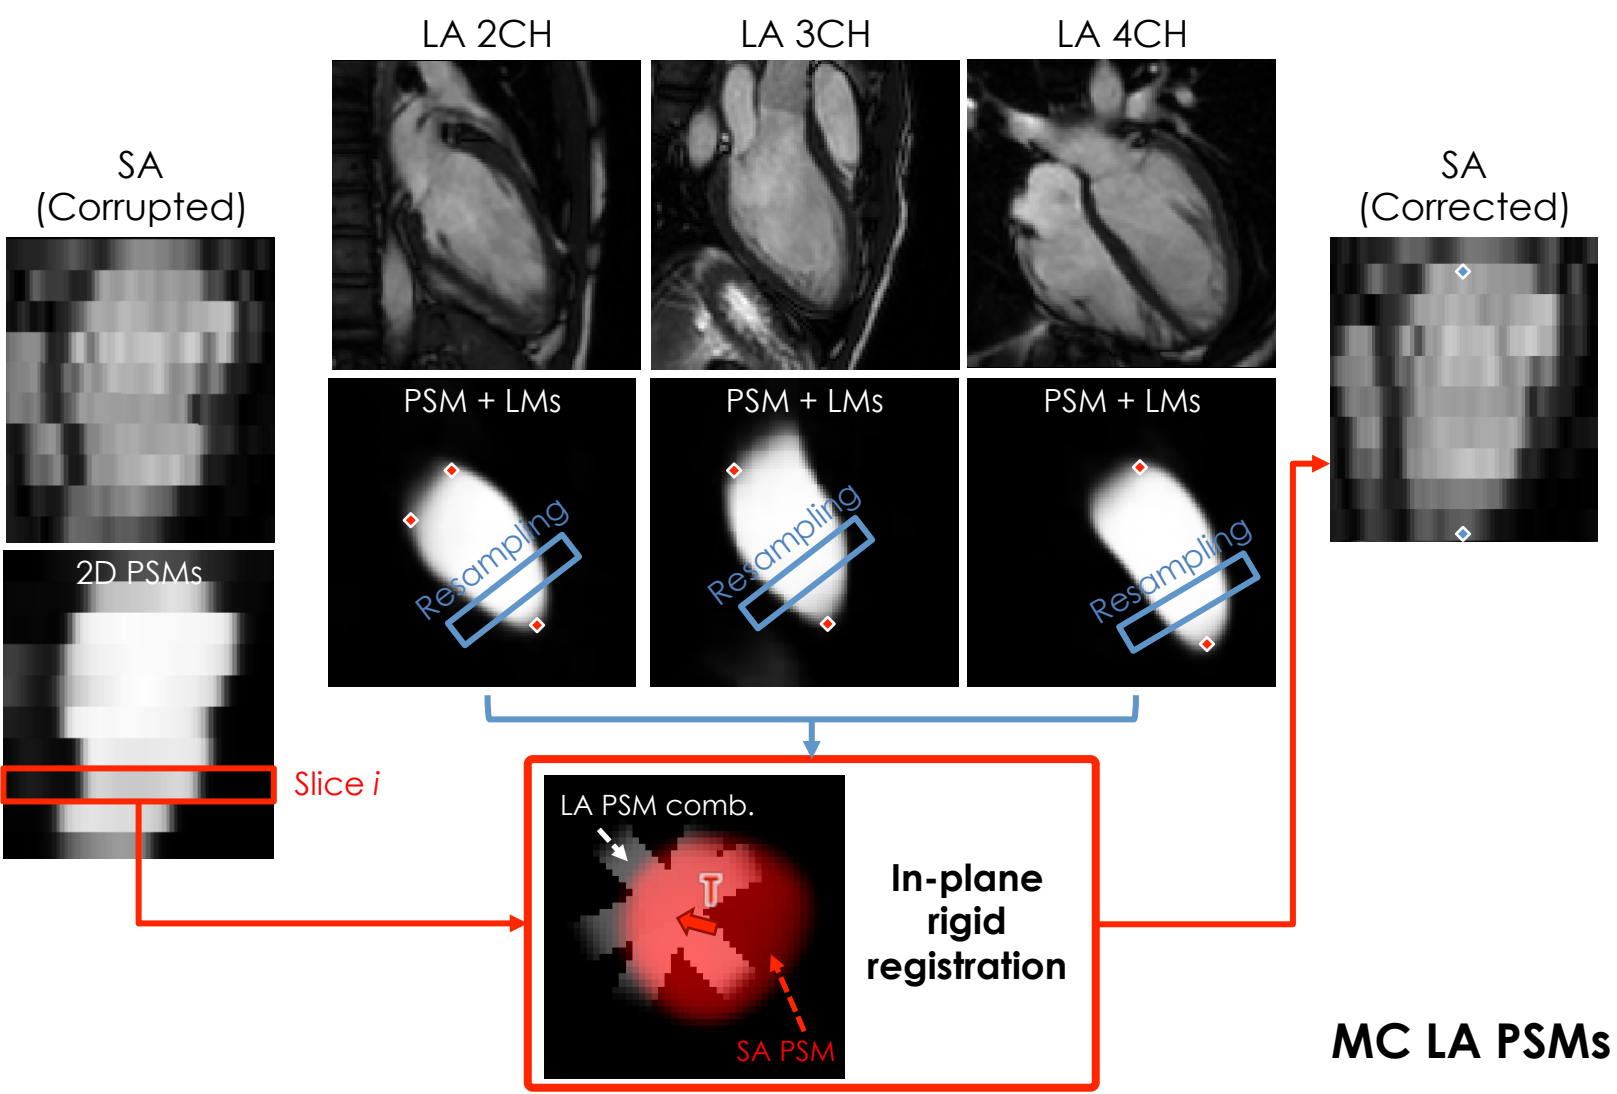 LA 2CH
LA 3CH
LA 4CH
SA
(Corrupted)
SA
(Corrected)
PSM + LMs
PSM + LMs
PSM + LMs
Resampling
Resampling
Resampling
2D PSMs
Slice i
LA PSM comb.
T
SA PSM
In-plane
rigid
registration
MC LA PSMs